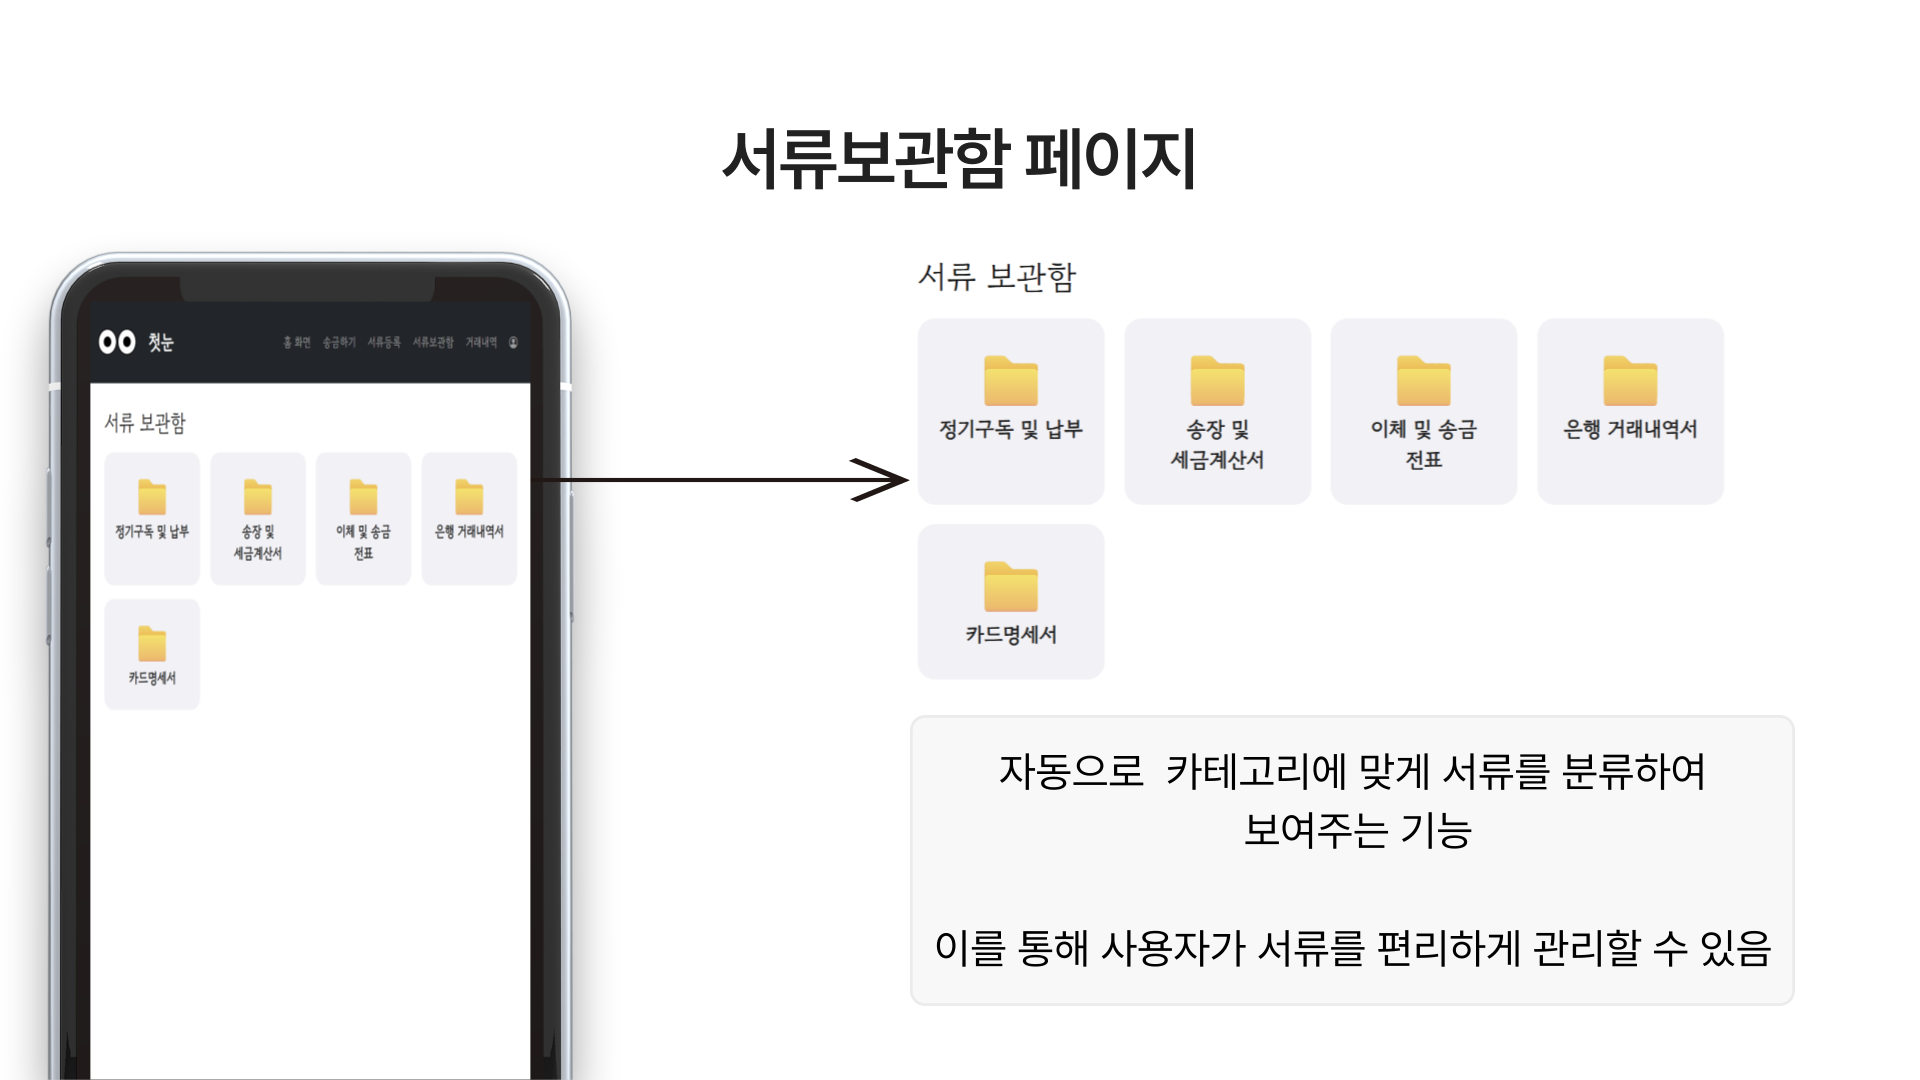 서류보관함 페이지
첫눈
홈 화면 송금하기 서류등록 서류보관함 거래내역
서류 보관함
정기구독 및 납부
송장 및
세금계산서
이체 및 송금
전표
은행 거래내역서
카드명세서
서류 보관함
정기구독 및 납부
송장 및
세금계산서
이체 및 송금
전표
은행 거래내역서
카드명세서
자동으로 카테고리에 맞게 서류를 분류하여
보여주는 기능
이를 통해 사용자가 서류를 편리하게 관리할 수 있음